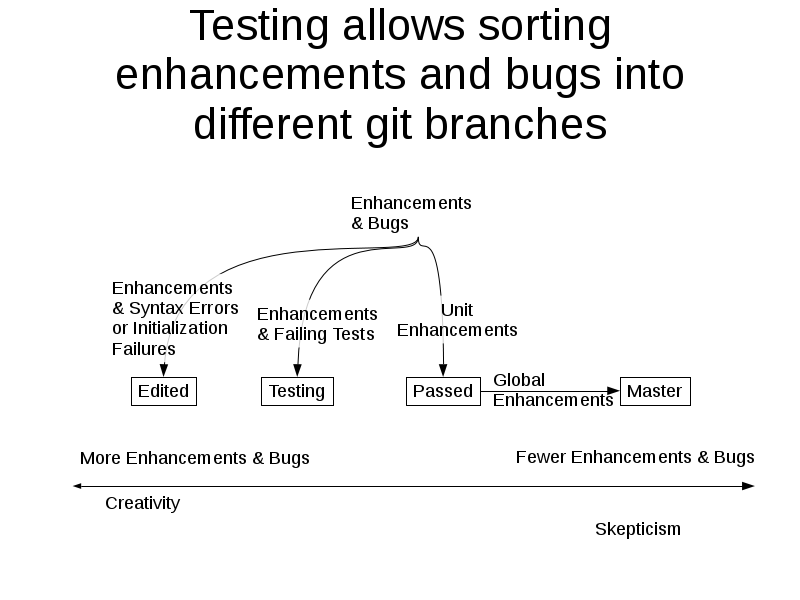 Testing allows sorting
enhancements and bugs into
different git branches
Enhancements
& Bugs
Enhancements
& Syntax Errors
or Initialization
Failures
Enhancements
& Failing Tests
Unit
Enhancements
Global
Enhancements
Edited
Testing
Passed
Master
More Enhancements & Bugs
Fewer Enhancements & Bugs
Creativity
Skepticism